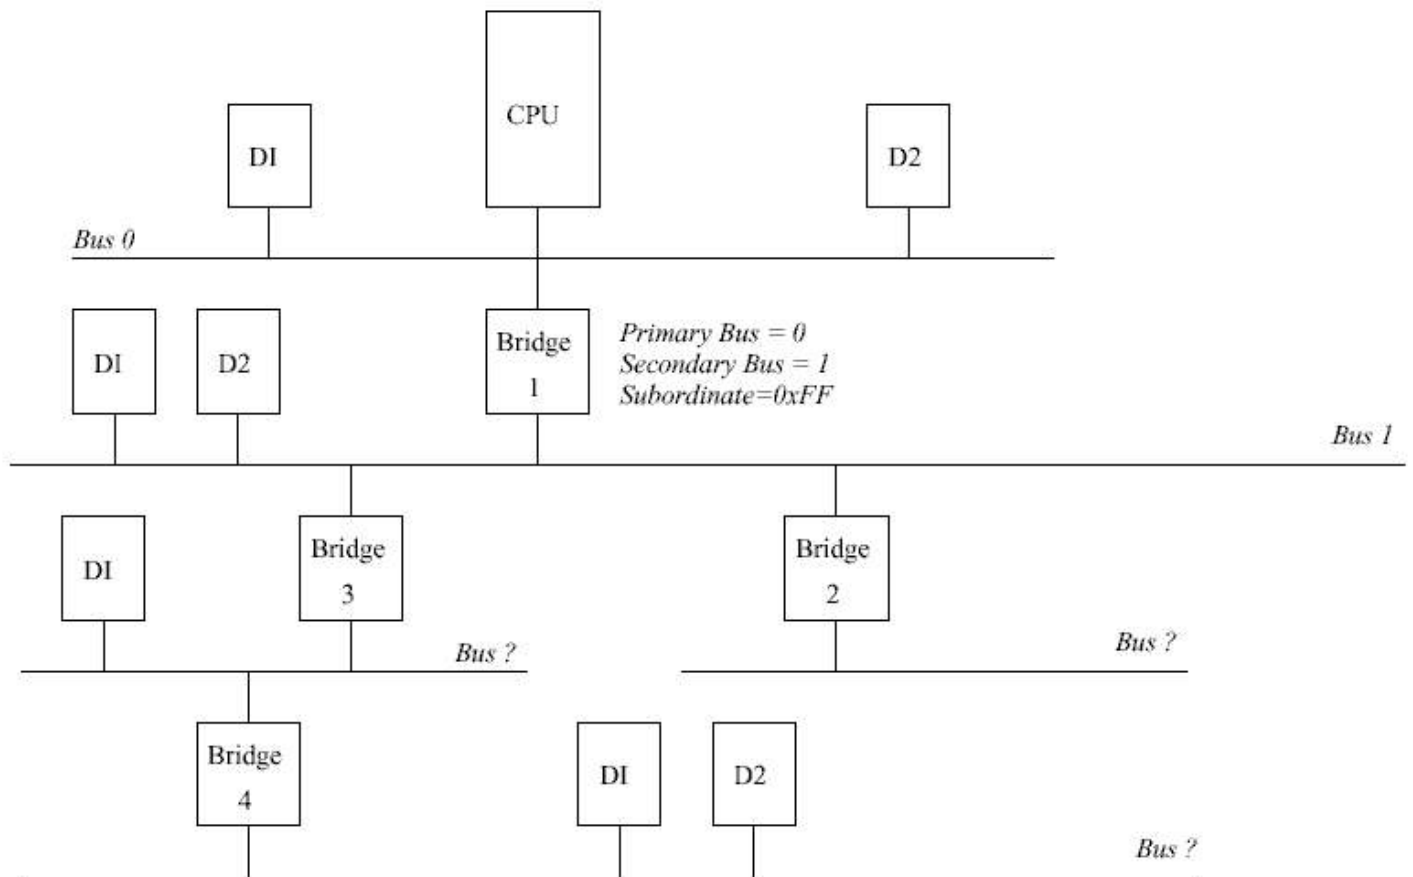 CPU
DI
D2
Bus 0
DI
D2
Bridge
1
Primary Bus = 0
Secondary Bus = 1
Subordinate=0xFF
Bus 1
DI
Bridge
3
Bridge
2
Bus ?
Bus ?
Bridge
4
DI
D2
Bus ?